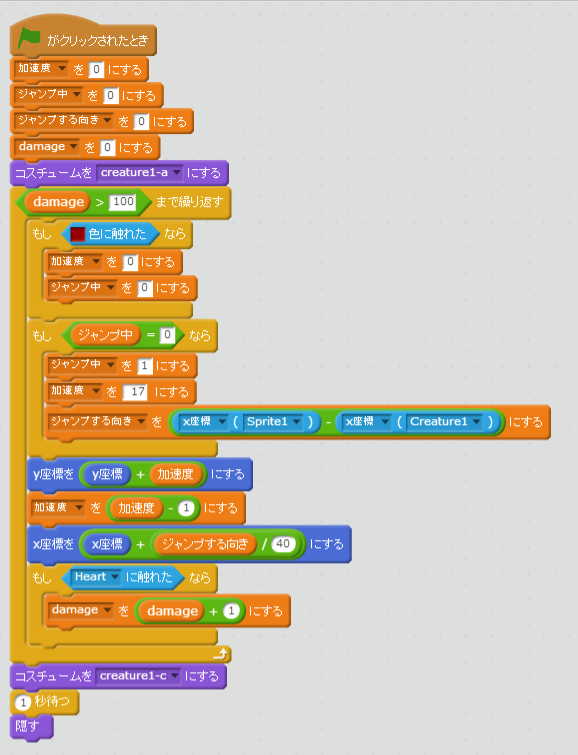 がクリックされたとき
加速度 を 0 にする
ジャンプ中 を 0 にする
ジャンプする向き を 0 にする
damage を 0 にする
コスチュームを creature1-a にする
damage > 100 まで繰り返す
もし 色に触れた なら
加速度 を 0 にする
ジャンプ中 を 0 にする
もし ジャンプ中 = 0 なら
ジャンプ中 を 1 にする
加速度 を 17 にする
ジャンプする向き を x座標 ( Sprite1 ) - x座標 ( Creature1 ) にする
y座標を y座標 + 加速度 にする
加速度 を 加速度 - 1 にする
x座標を x座標 + ジャンプする向き / 40 にする
もし Heart に触れた なら
damage を damage + 1 にする
コスチュームを creature1-c にする
1 秒待つ
隠す